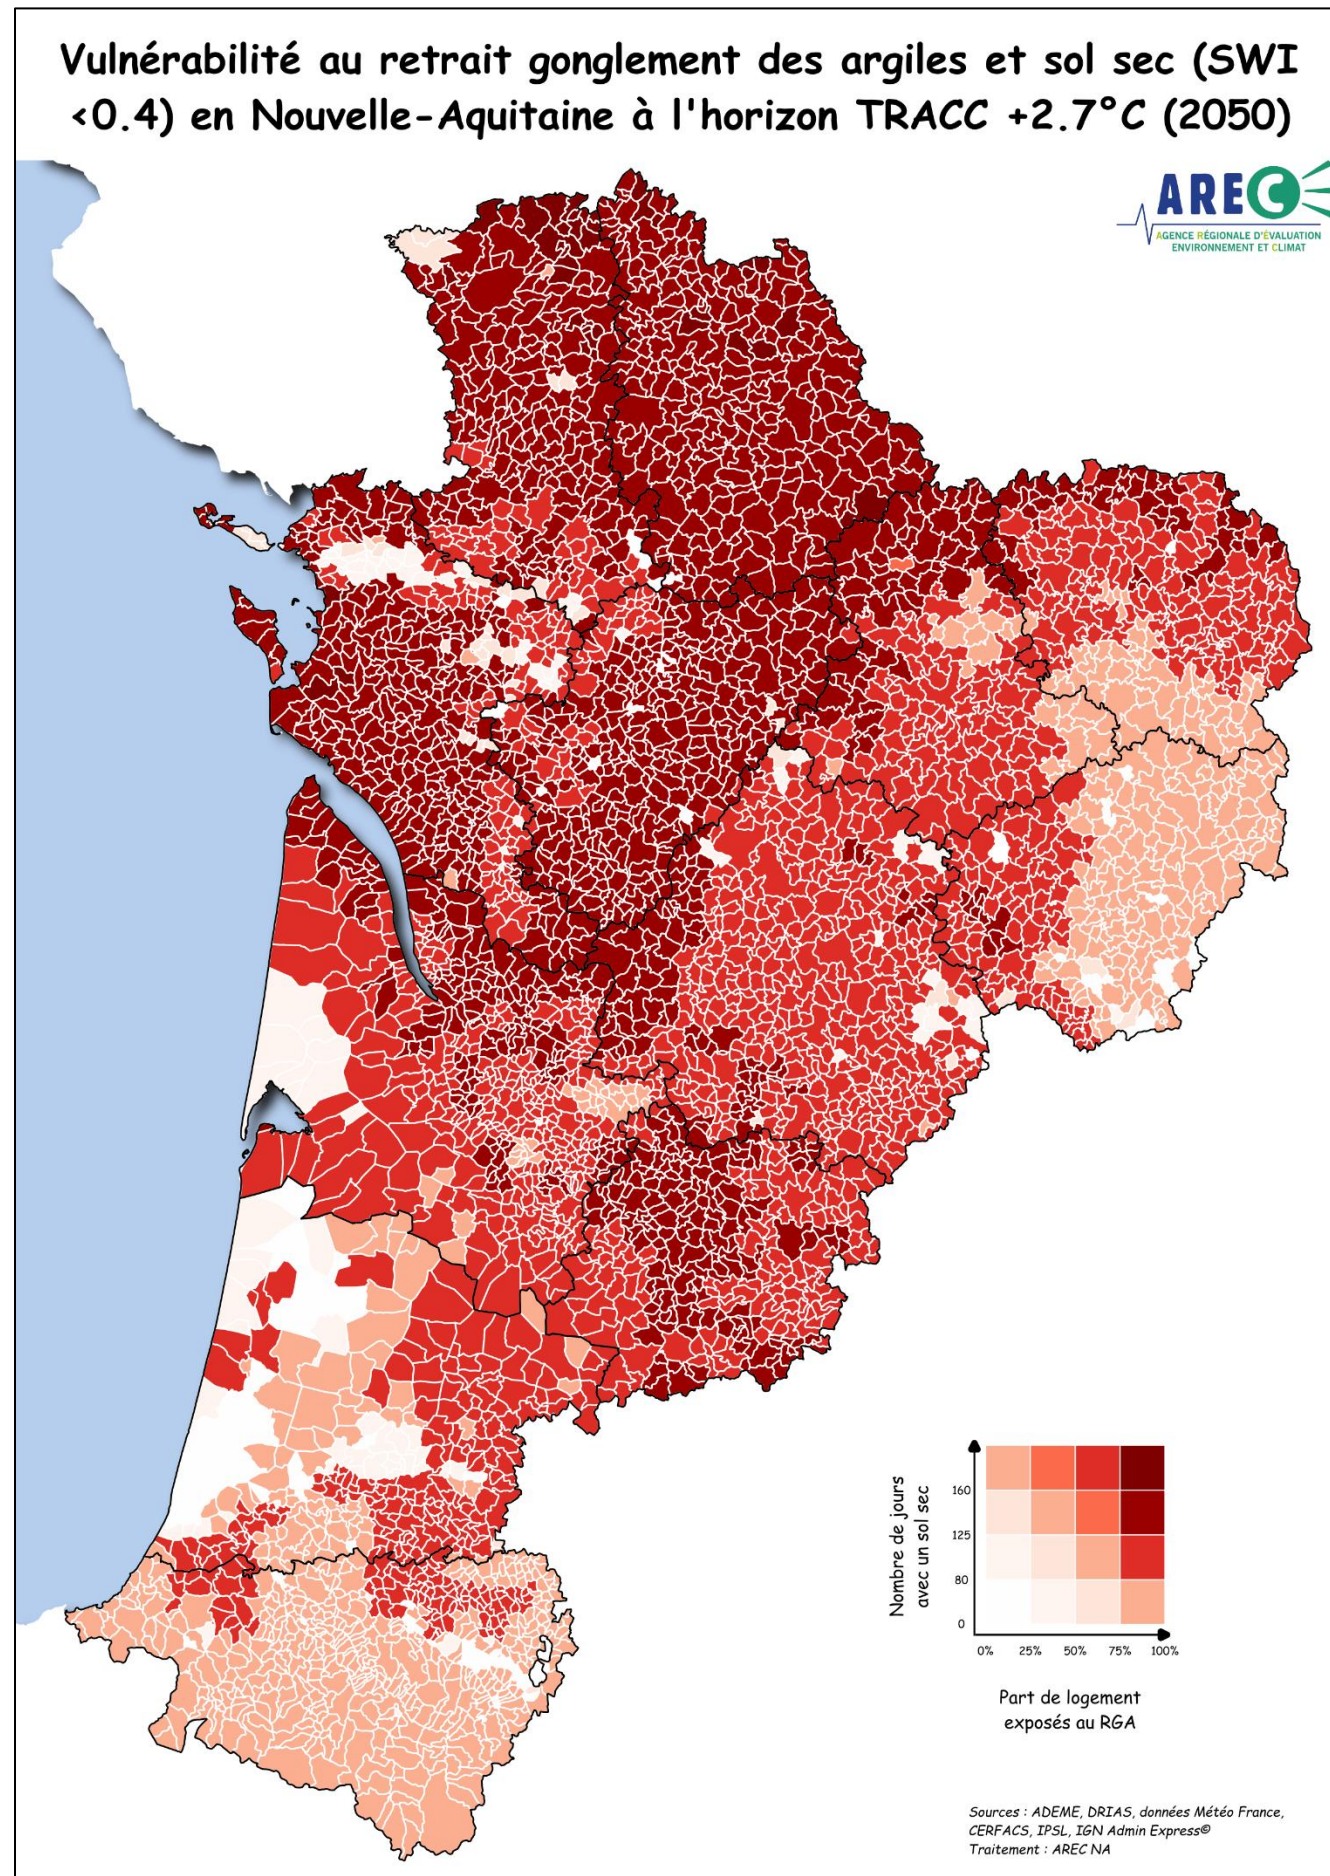 Vulnérabilité au retrait gonglement des argiles et sol sec (SWI
<0.4) en Nouvelle-Aquitaine à l'horizon TRACC +2.7°C (2050)
AREC
AGENCE RÉGIONALE D'ÉVALUATION
ENVIRONNEMENT ET CLIMAT
Nombre de jours
avec un sol sec
160
125
80
0
0% 25% 50% 75% 100%
Part de logement
exposés au RGA
Sources : ADEME, DRIAS, données Météo France,
CERFACS, IPSL, IGN Admin Express©
Traitement : AREC NA